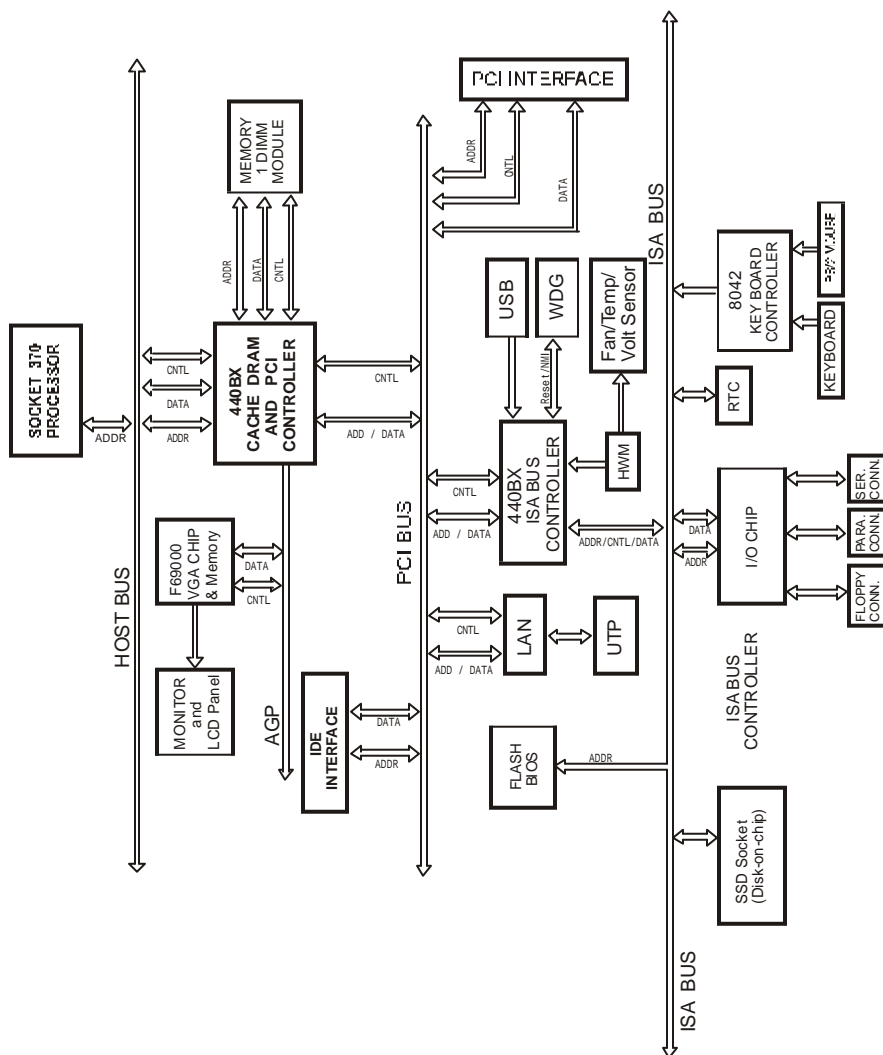 SOCKET 370
PROCESSOR
ADDR
HOST BUS
CNTL
DATA
ADDR
MEMORY
1 DIMM
MODULE
ADDR
DATA
CNTL
440BX
CACHE DRAM
AND PCI
CONTROLLER
F69000
VGA CHIP
& Memory
DATA
CNTL
MONITOR
and
LCD Panel
AGP
CNTL
ADD / DATA
IDE
INTERFACE
DATA
ADDR
PCI BUS
PCI INTERFACE
ADDR
CNTL
DATA
CNTL
ADD / DATA
440BX
ISA BUS
CONTROLLER
USB
WDG
Reset/NMI
Fan/Temp/
Volt Sensor
HWM
ADDR/CNTL/DATA
CNTL
ADD / DATA
LAN
UTP
FLASH
BIOS
ADDR
ISA BUS
ISA BUS
8042
KEY BOARD
CONTROLLER
KEYBOARD
PS/2 MOUSE
RTC
DATA
ADDR
I/O CHIP
SER.
CONN.
PARA.
CONN.
FLOPPY
CONN.
ISA BUS
CONTROLLER
SSD Socket
(Disk-on-chip)